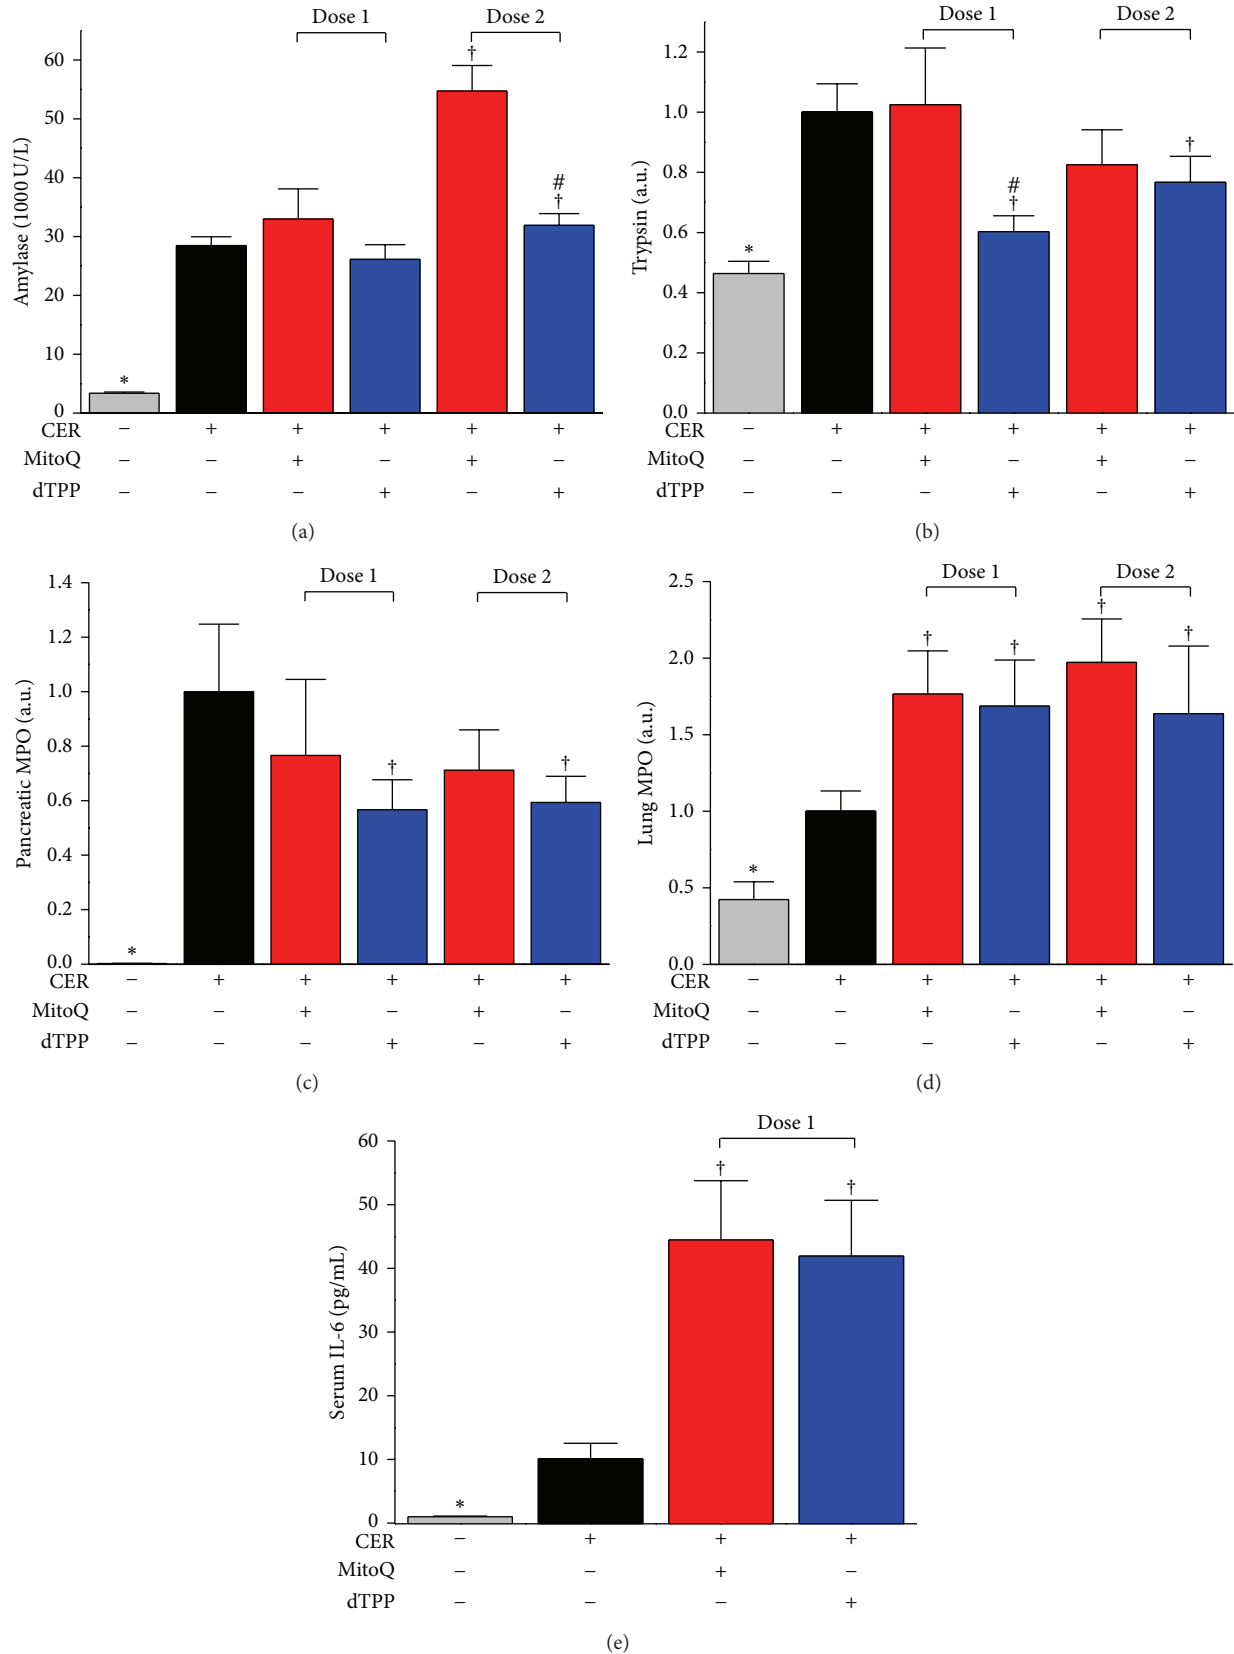 Dose 1
Dose 2
Amylase (1000 U/L)
60
50
40
30
20
10
0
*
†
#
†
CER – + + + + +
MitoQ – – + – + –
dTPP – – – + – +
(a)
Dose 1
Dose 2
Trypsin (a.u.)
1.2
1.0
0.8
0.6
0.4
0.2
0.0
*
#
†
†
CER – + + + + +
MitoQ – – + – + –
dTPP – – – + – +
(b)
Dose 1
Dose 2
Pancreatic MPO (a.u.)
1.4
1.2
1.0
0.8
0.6
0.4
0.2
0.0
*
†
†
CER – + + + + +
MitoQ – – + – + –
dTPP – – – + – +
(c)
Dose 1
Dose 2
Lung MPO (a.u.)
2.5
2.0
1.5
1.0
0.5
0.0
*
†
†
†
†
CER – + + + + +
MitoQ – – + – + –
dTPP – – – + – +
(d)
Dose 1
Serum IL-6 (pg/mL)
60
50
40
30
20
10
0
*
†
†
CER – + + +
MitoQ – – + –
dTPP – – – +
(e)